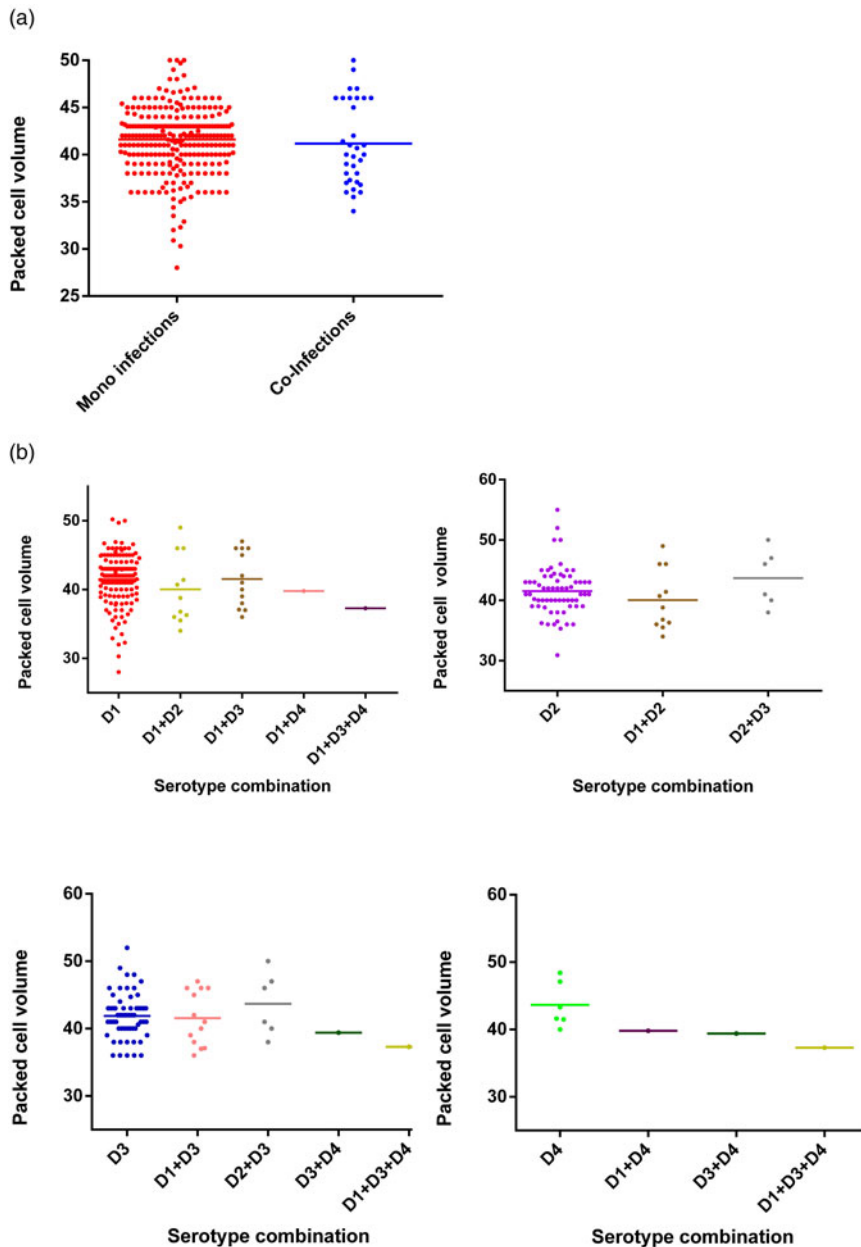 (a)
50
45
40
35
30
25
Packed cell volume
Mono infections
Co-Infections
(b)
50
40
30
Packed cell volume
D1
D1+D2
D1+D3
D1+D4
D1+D3+D4
Serotype combination
60
50
40
30
Packed cell volume
D2
D1+D2
D2+D3
Serotype combination
60
50
40
30
Packed cell volume
D3
D1+D3
D2+D3
D3+D4
D1+D3+D4
Serotype combination
60
50
40
30
Packed cell volume
D4
D1+D4
D3+D4
D1+D3+D4
Serotype combination